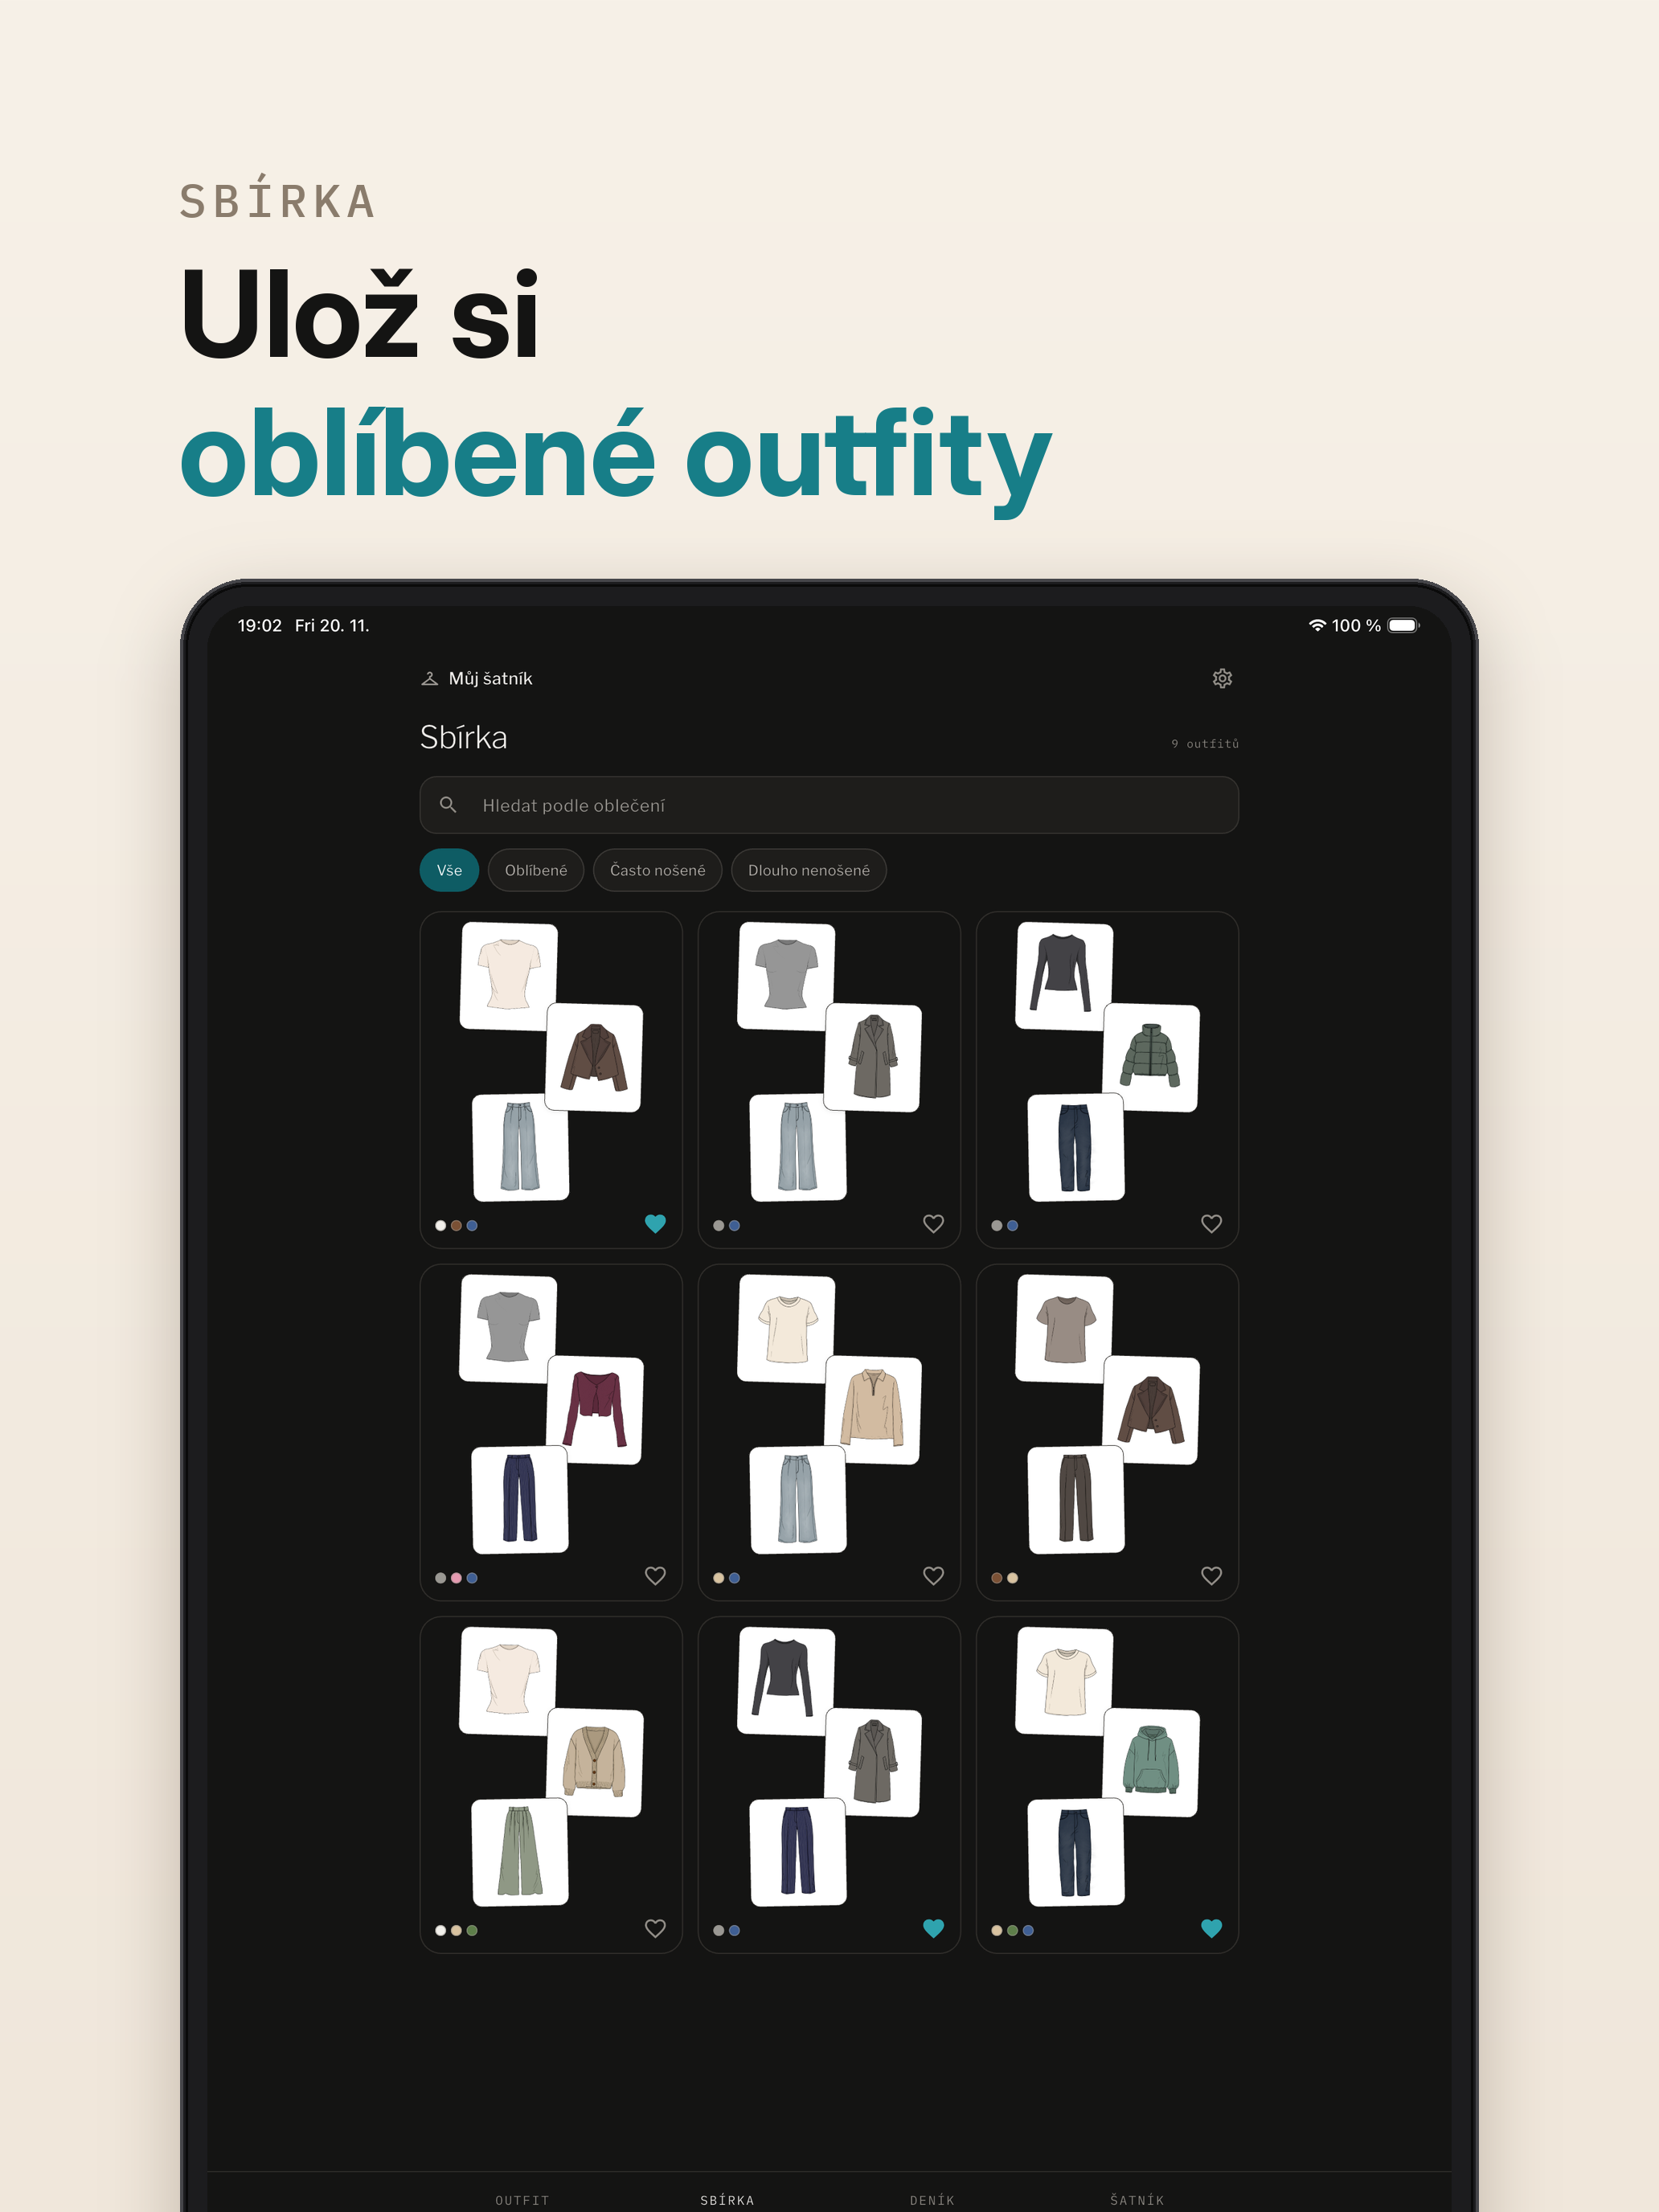 SBÍRKA
Ulož si
oblíbené outfity
19:02 Fri 20. 11.
100 %
Můj šatník
Sbírka
9 outfitů
Hledat podle oblečení
Vše
Oblíbené
Často nošené
Dlouho nenošené
OUTFIT
SBÍRKA
DENÍK
ŠATNÍK